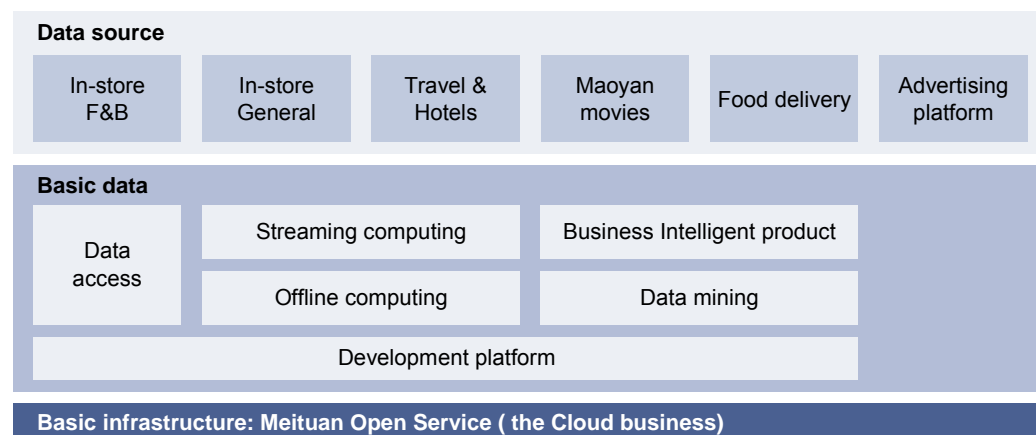 Data source
In-store
F&B
In-store
General
Travel &
Hotels
Maoyan
movies
Food delivery
Advertising
platform
Basic data
Data
access
Streaming computing
Business Intelligent product
Offline computing
Data mining
Development platform
Basic infrastructure: Meituan Open Service ( the Cloud business)